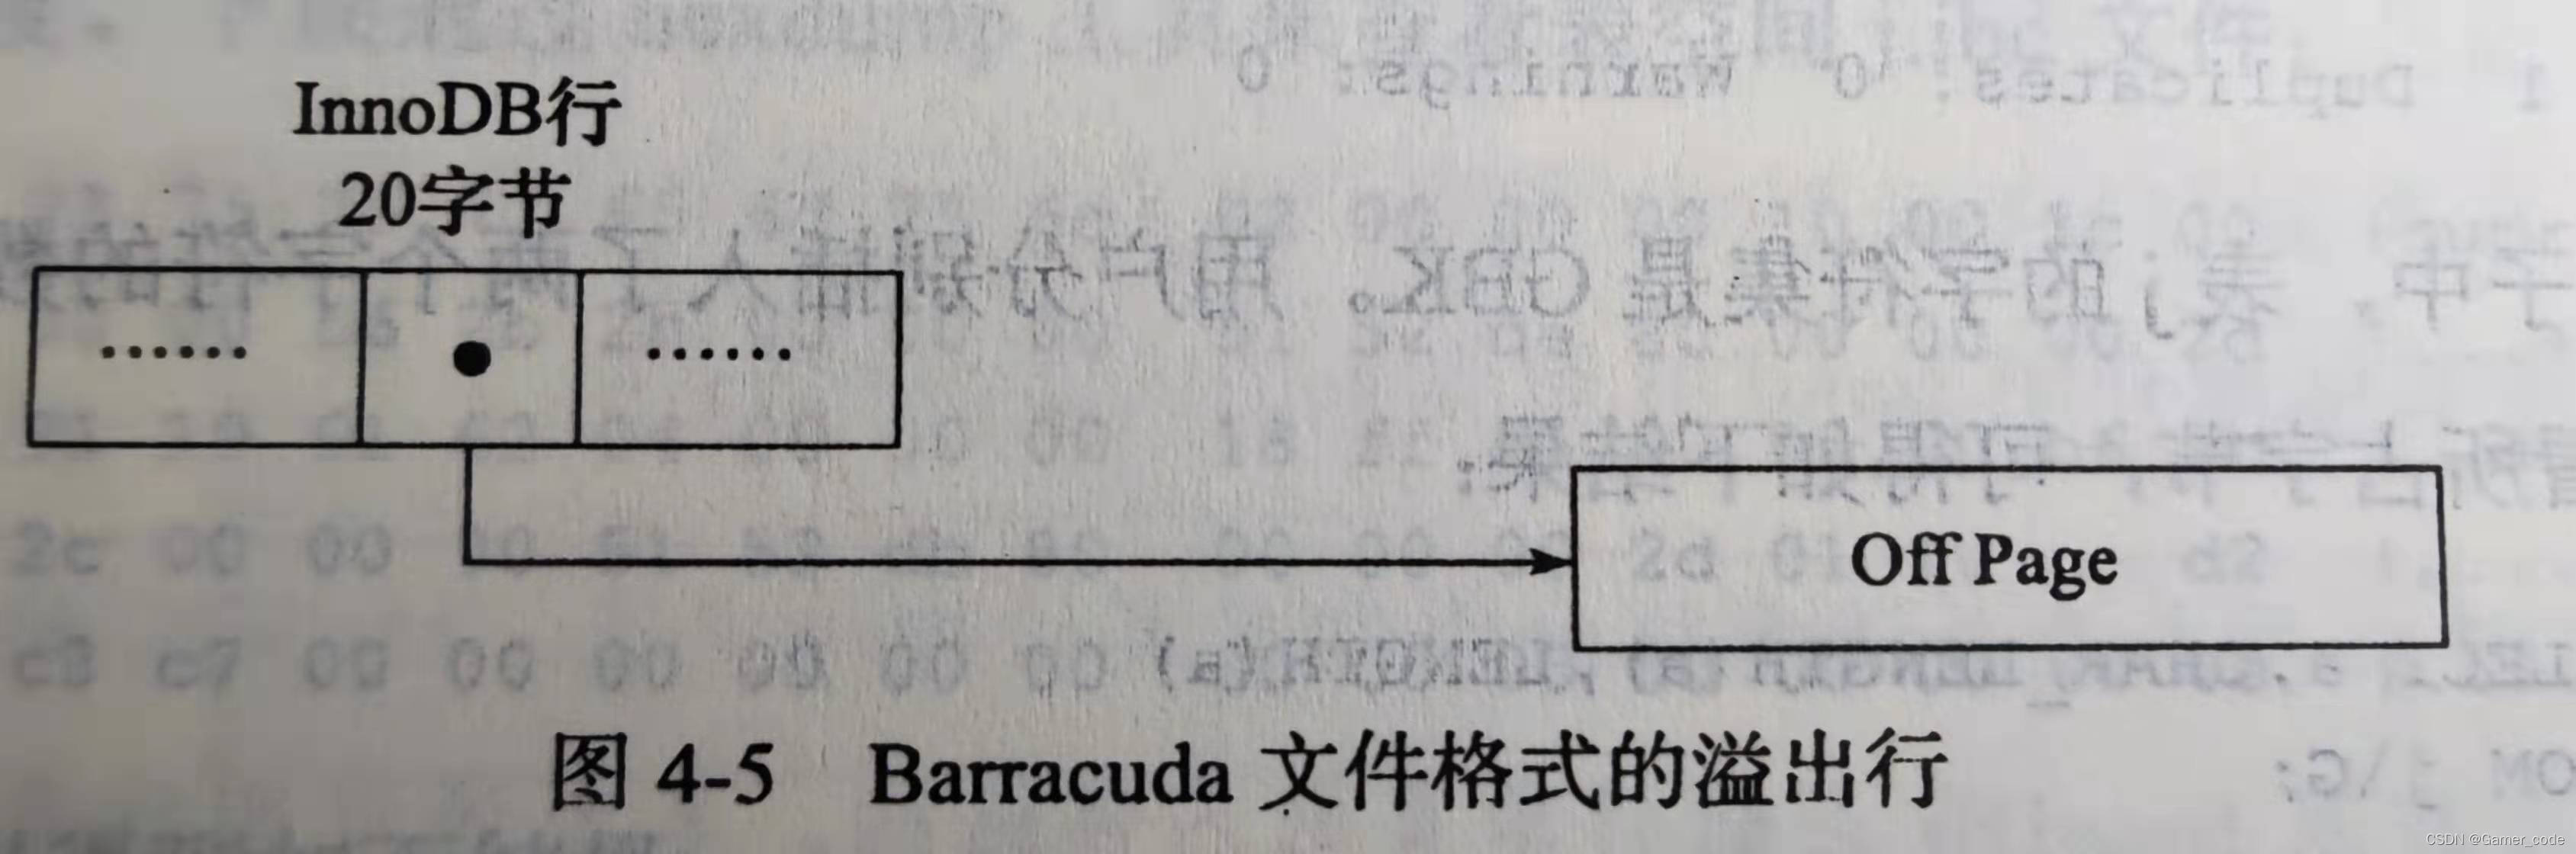 InnoDB行
20字节
......
......
Off Page
图 4-5 Barracuda 文件格式的溢出行
CSDN @Gamer_code